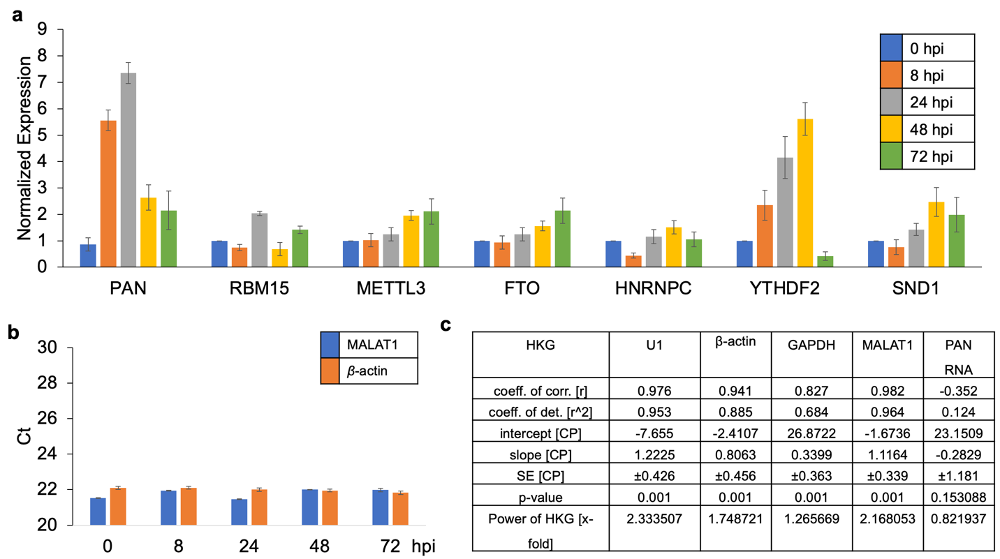 a
9
8
7
6
5
4
3
2
1
0
Normalized Expression
0 hpi
8 hpi
24 hpi
48 hpi
72 hpi
PAN RBM15 METTL3 FTO HNRNPC YTHDF2 SND1
b
30
28
26
24
22
20
Ct
MALAT1
β-actin
0 8 24 48 72 hpi
c
HKG U1 β-actin GAPDH MALAT1 PAN
RNA
coeff. of corr. [r] 0.976 0.941 0.827 0.982 -0.352
coeff. of det. [r^2] 0.953 0.885 0.684 0.964 0.124
intercept [CP] -7.655 -2.4107 26.8722 -1.6736 23.1509
slope [CP] 1.2225 0.8063 0.3399 1.1164 -0.2829
SE [CP] ±0.426 ±0.456 ±0.363 ±0.339 ±1.181
p-value 0.001 0.001 0.001 0.001 0.153088
Power of HKG [x- 2.333507 1.748721 1.265669 2.168053 0.821937
fold]